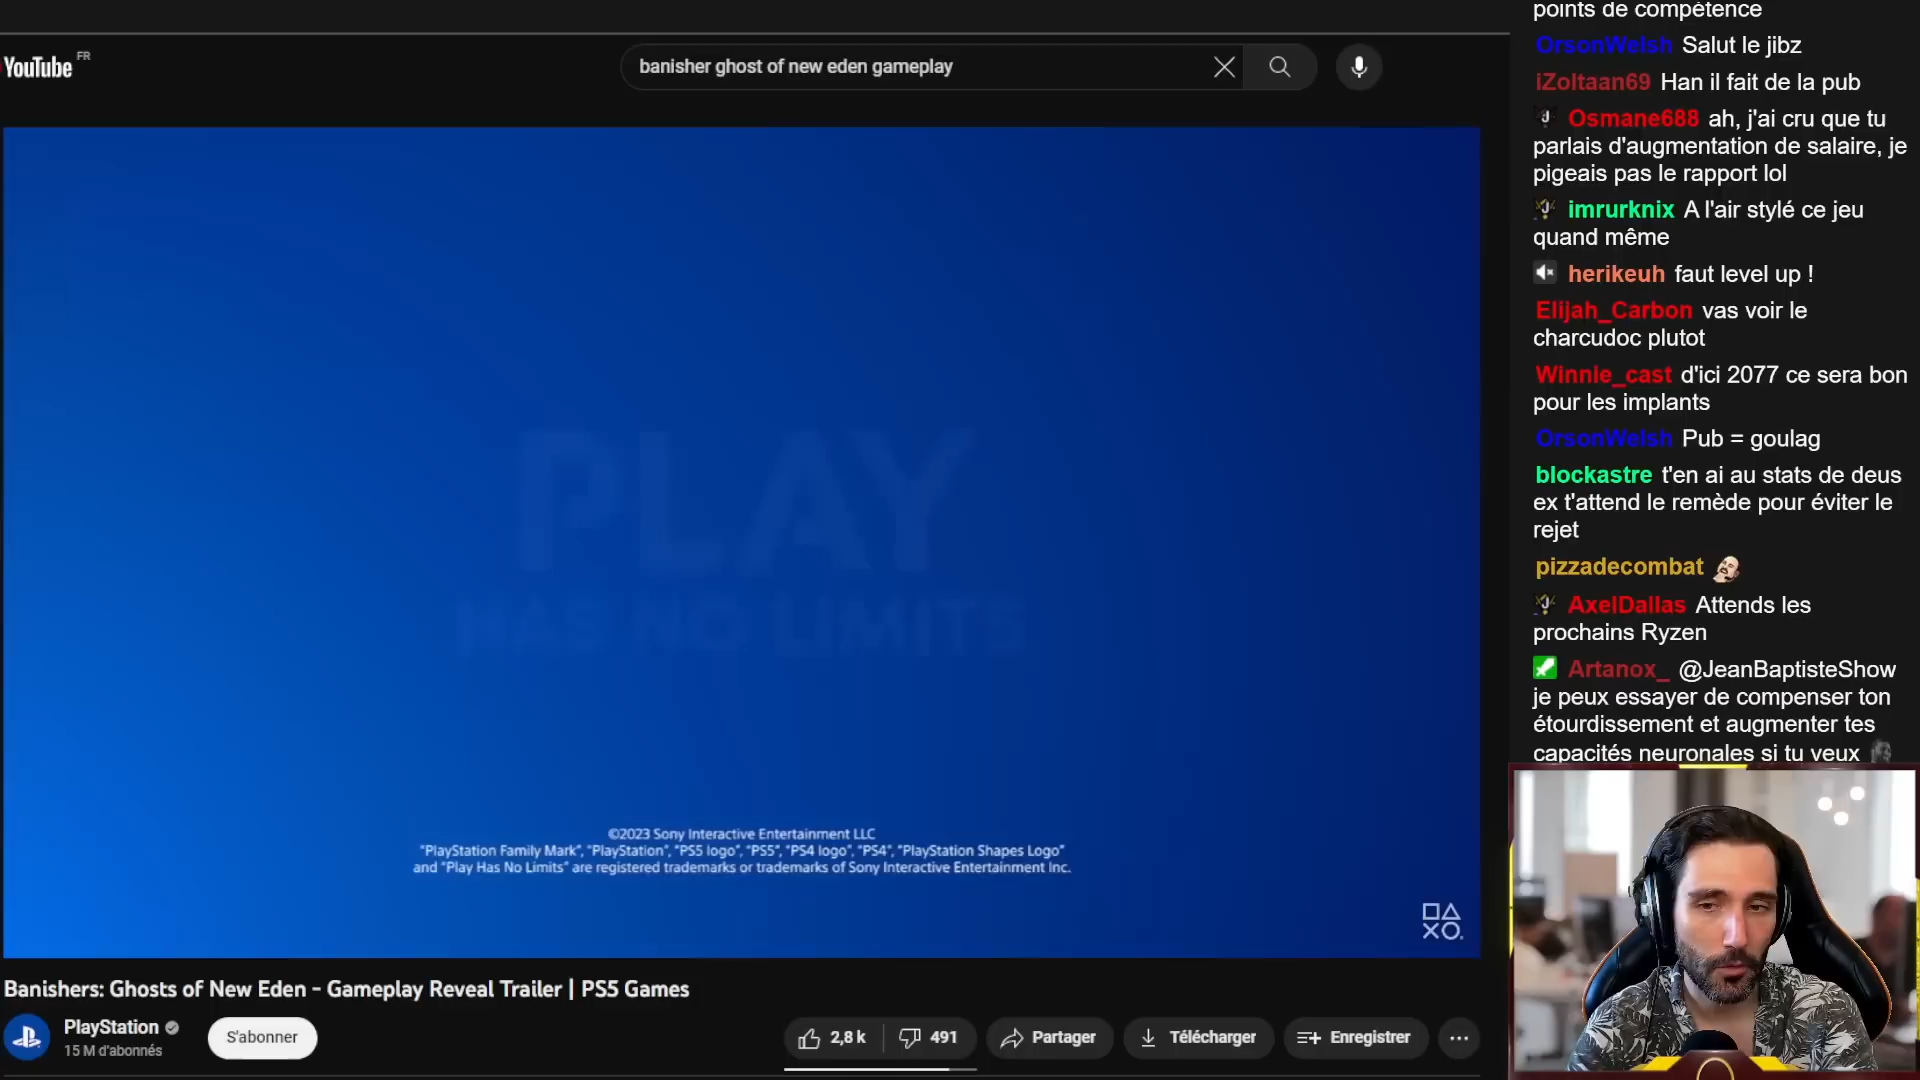 YouTube FR
banisher ghost of new eden gameplay
PLAY
HAS NO LIMITS
©2023 Sony Interactive Entertainment LLC
"PlayStation Family Mark", "PlayStation", "PS5 logo", "PS5", "PS4 logo", "PS4", "PlayStation Shapes Logo"
and "Play Has No Limits" are registered trademarks or trademarks of Sony Interactive Entertainment Inc.
Banishers: Ghosts of New Eden - Gameplay Reveal Trailer | PS5 Games
PlayStation
15 M d'abonnés
S'abonner
2,8 k
491
Partager
Télécharger
Enregistrer
points de compétence
OrsonWelsh Salut le jibz
iZoltaan69 Han il fait de la pub
Osmane688 ah, j'ai cru que tu
parlais d'augmentation de salaire, je
pigeais pas le rapport lol
imrurknix A l'air stylé ce jeu
quand même
herikeuh faut level up !
Elijah_Carbon vas voir le
charcudoc plutot
Winnie_cast d'ici 2077 ce sera bon
pour les implants
OrsonWelsh Pub = goulag
blockastre t'en ai au stats de deus
ex t'attend le remède pour éviter le
rejet
pizzadecombat
AxelDallas Attends les
prochains Ryzen
Artanox_ @JeanBaptisteShow
je peux essayer de compenser ton
étourdissement et augmenter tes
capacités neuronales si tu veux